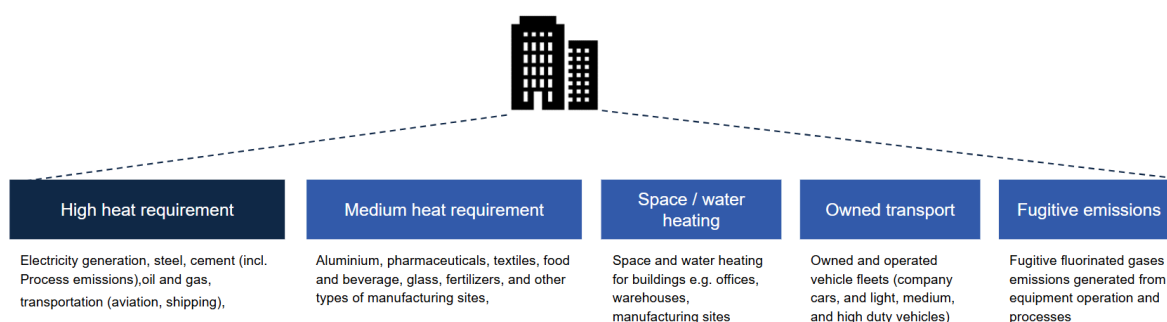 High heat requirement
Medium heat requirement
Space / water
heating
Owned transport
Fugitive emissions
Electricity generation, steel, cement (incl.
Process emissions),oil and gas,
transportation (aviation, shipping),
Aluminium, pharmaceuticals, textiles, food
and beverage, glass, fertilizers, and other
types of manufacturing sites,
Space and water heating
for buildings e.g. offices,
warehouses,
manufacturing sites
Owned and operated
vehicle fleets (company
cars, and light, medium,
and high duty vehicles)
Fugitive fluorinated gases
emissions generated from
equipment operation and
processes